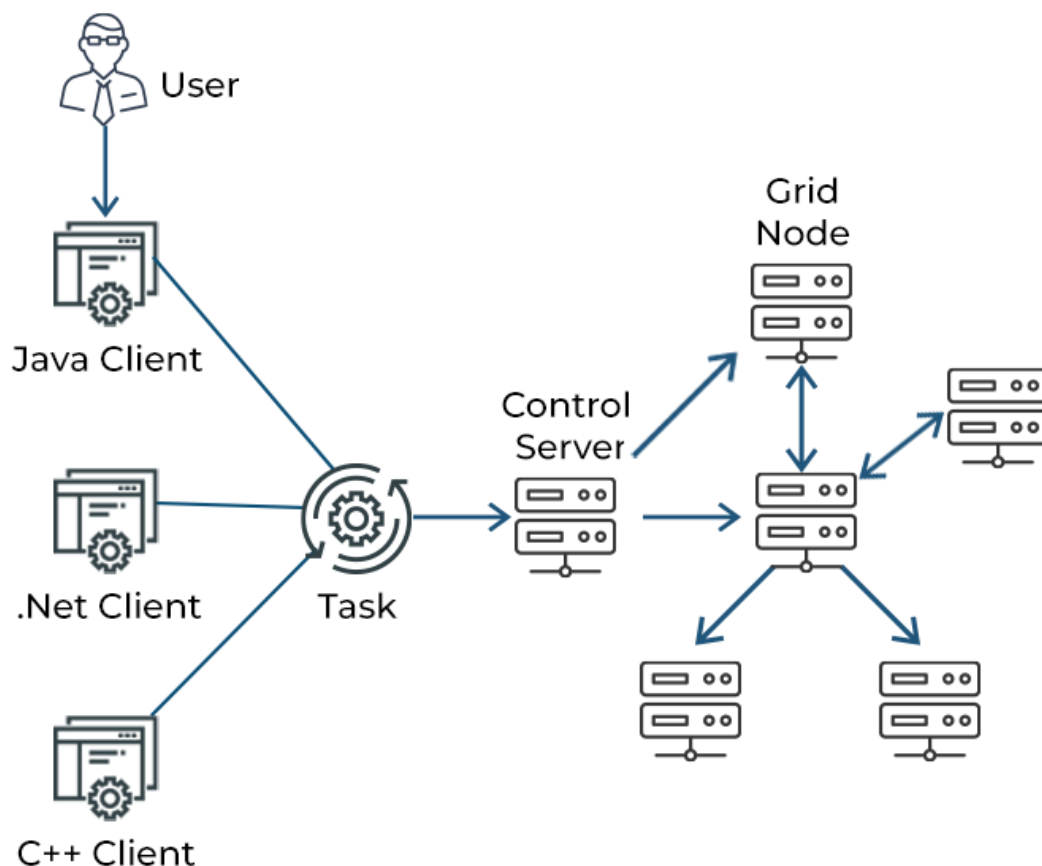 User
Java Client
.Net Client
C++ Client
Task
Control
Server
Grid
Node